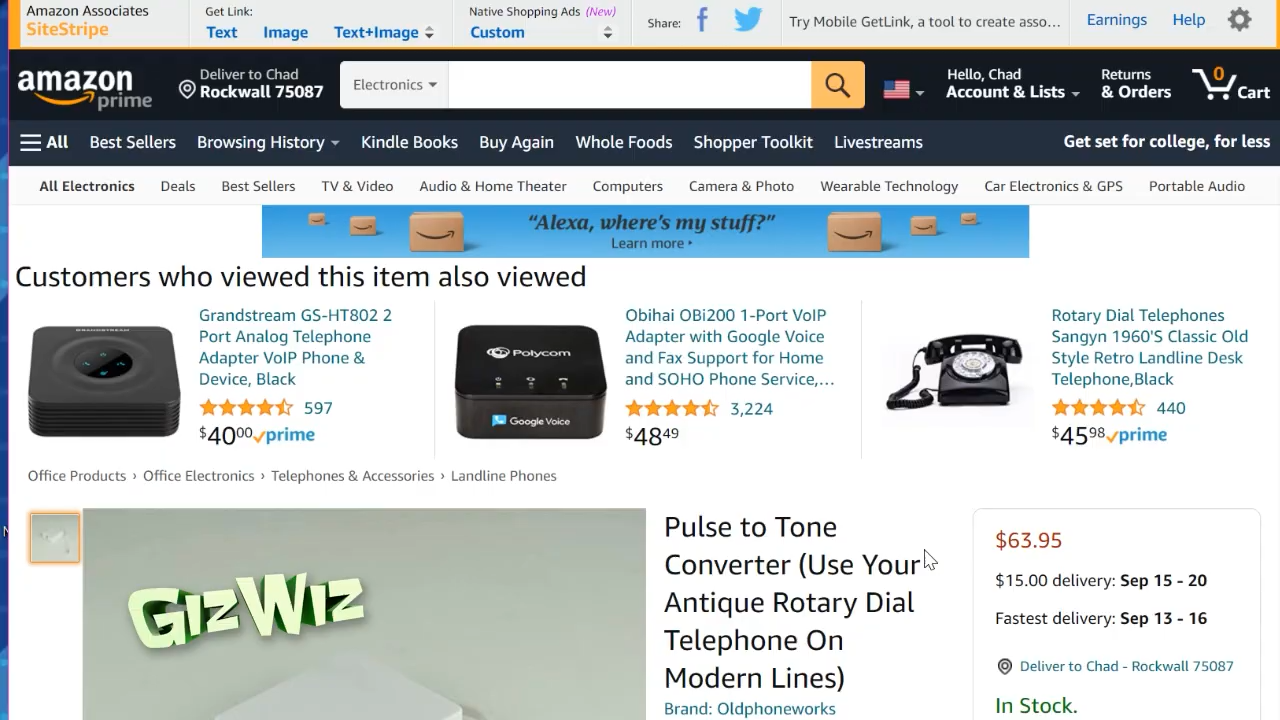 Amazon Associates
SiteStripe
Get Link:
Text Image Text+Image
Native Shopping Ads (New)
Custom
Share:
Try Mobile GetLink, a tool to create asso...
Earnings Help
amazon
prime
Deliver to Chad
Rockwall 75087
Electronics
Hello, Chad
Account & Lists
Returns
& Orders
0
Cart
All Best Sellers Browsing History Kindle Books Buy Again Whole Foods Shopper Toolkit Livestreams Get set for college, for less
All Electronics Deals Best Sellers TV & Video Audio & Home Theater Computers Camera & Photo Wearable Technology Car Electronics & GPS Portable Audio
“Alexa, where's my stuff?”
Learn more
Customers who viewed this item also viewed
GRANDSTREAM
Grandstream GS-HT802 2
Port Analog Telephone
Adapter VoIP Phone &
Device, Black
597
$4000 prime
Polycom
Google Voice
Obihai OBi200 1-Port VoIP
Adapter with Google Voice
and Fax Support for Home
and SOHO Phone Service,...
3,224
$4849
Rotary Dial Telephones
Sangyn 1960'S Classic Old
Style Retro Landline Desk
Telephone,Black
440
$4598 prime
Office Products › Office Electronics › Telephones & Accessories › Landline Phones
GizWiz
Pulse to Tone
Converter (Use Your
Antique Rotary Dial
Telephone On
Modern Lines)
Brand: Oldphoneworks
$63.95
$15.00 delivery: Sep 15 - 20
Fastest delivery: Sep 13 - 16
Deliver to Chad - Rockwall 75087
In Stock.